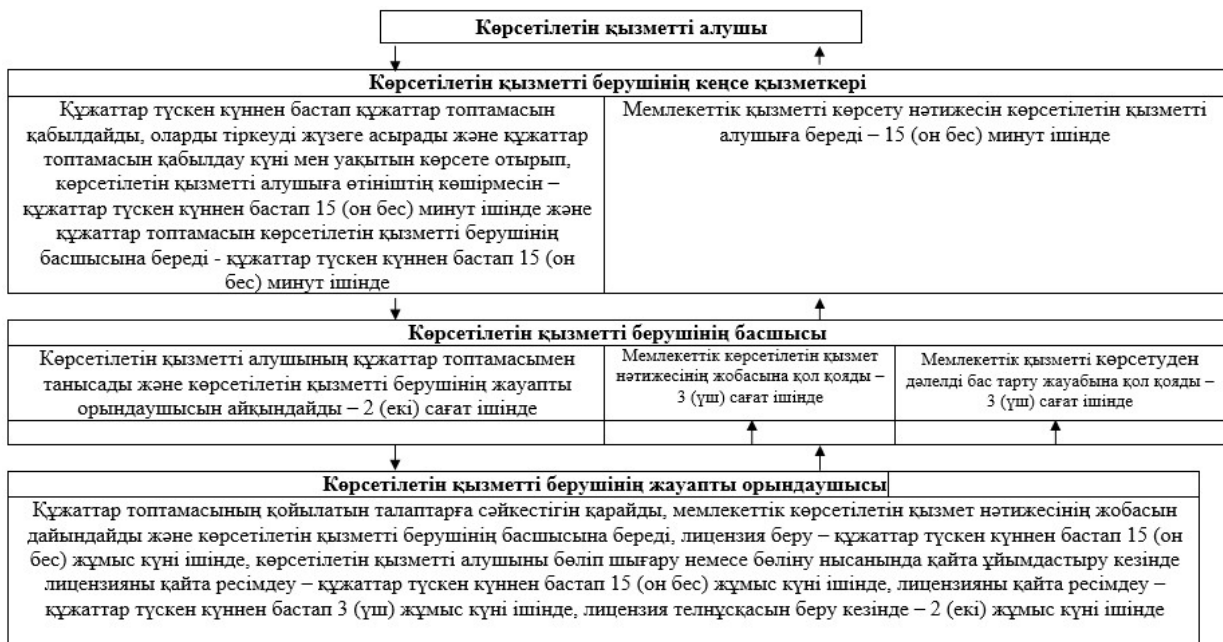 Көрсетілетін қызметті алушы
Көрсетілетін қызметті берушінің кеңсе қызметкері
Құжаттар түскен күннен бастап құжаттар топтамасын
қабылдайды, оларды тіркеуді жүзеге асырады және құжаттар
топтамасын қабылдау күні мен уақытын көрсете отырып,
көрсетілетін қызметті алушыға өтініштің көшірмесін –
құжаттар түскен күннен бастап 15 (он бес) минут ішінде және
құжаттар топтамасын көрсетілетін қызметті берушінің
басшысына береді - құжаттар түскен күннен бастап 15 (он
бес) минут ішінде
Мемлекеттік қызметті көрсету нәтижесін көрсетілетін қызметті
алушыға береді – 15 (он бес) минут ішінде
Көрсетілетін қызметті берушінің басшысы
Көрсетілетін қызметті алушының құжаттар топтамасымен
танысады және көрсетілетін қызметті берушінің жауапты
орындаушысын айқындайды – 2 (екі) сағат ішінде
Мемлекеттік көрсетілетін қызмет
нәтижесінің жобасына қол қояды –
3 (үш) сағат ішінде
Мемлекеттік қызметті көрсетуден
дәлелді бас тарту жауабына қол қояды –
3 (үш) сағат ішінде
Көрсетілетін қызметті берушінің жауапты орындаушысы
Құжаттар топтамасының қойылатын талаптарға сәйкестігін қарайды, мемлекеттік көрсетілетін қызмет нәтижесінің жобасын
дайындайды және көрсетілетін қызметті берушінің басшысына береді, лицензия беру – құжаттар түскен күннен бастап 15 (он
бес) жұмыс күні ішінде, көрсетілетін қызметті алушыны бөліп шығару немесе бөліну нысанында қайта ұйымдастыру кезінде
лицензияны қайта ресімдеу – құжаттар түскен күннен бастап 15 (он бес) жұмыс күні ішінде, лицензияны қайта ресімдеу –
құжаттар түскен күннен бастап 3 (үш) жұмыс күні ішінде, лицензия телнұсқасын беру кезінде – 2 (екі) жұмыс күні ішінде